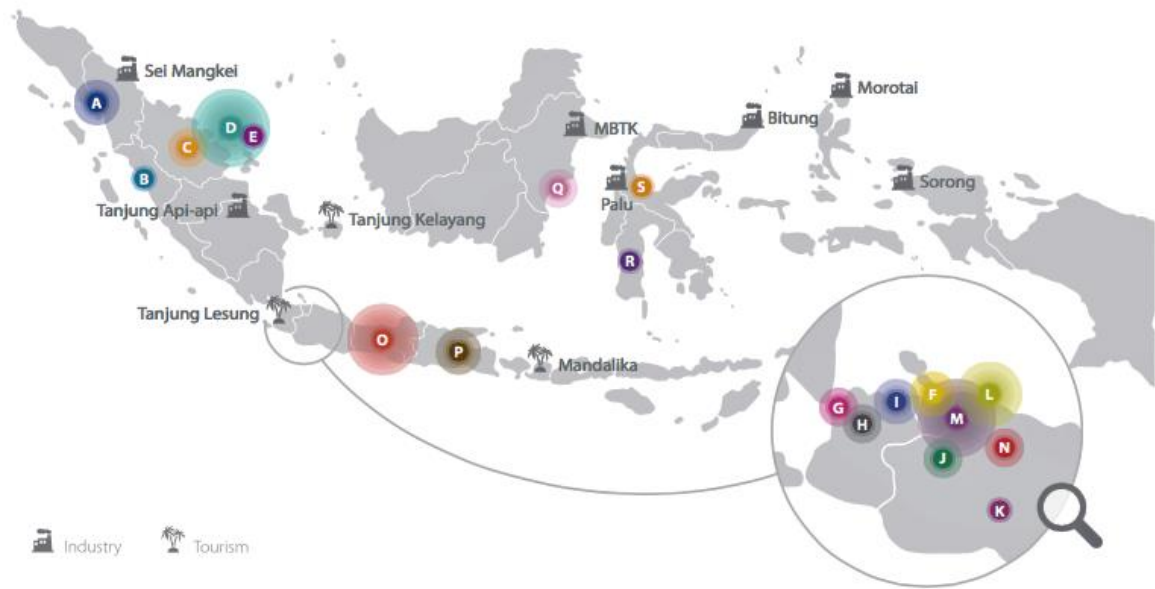 Morotai
Sei Mangkei
A
Bitung
D
MBTK
E
C
B
Q
S
Sorong
Palu
Tanjung Api-api
Tanjung Kelayang
R
Tanjung Lesung
O
P
Mandalika
F
L
G
I
H
M
J
N
K
Industry
Tourism